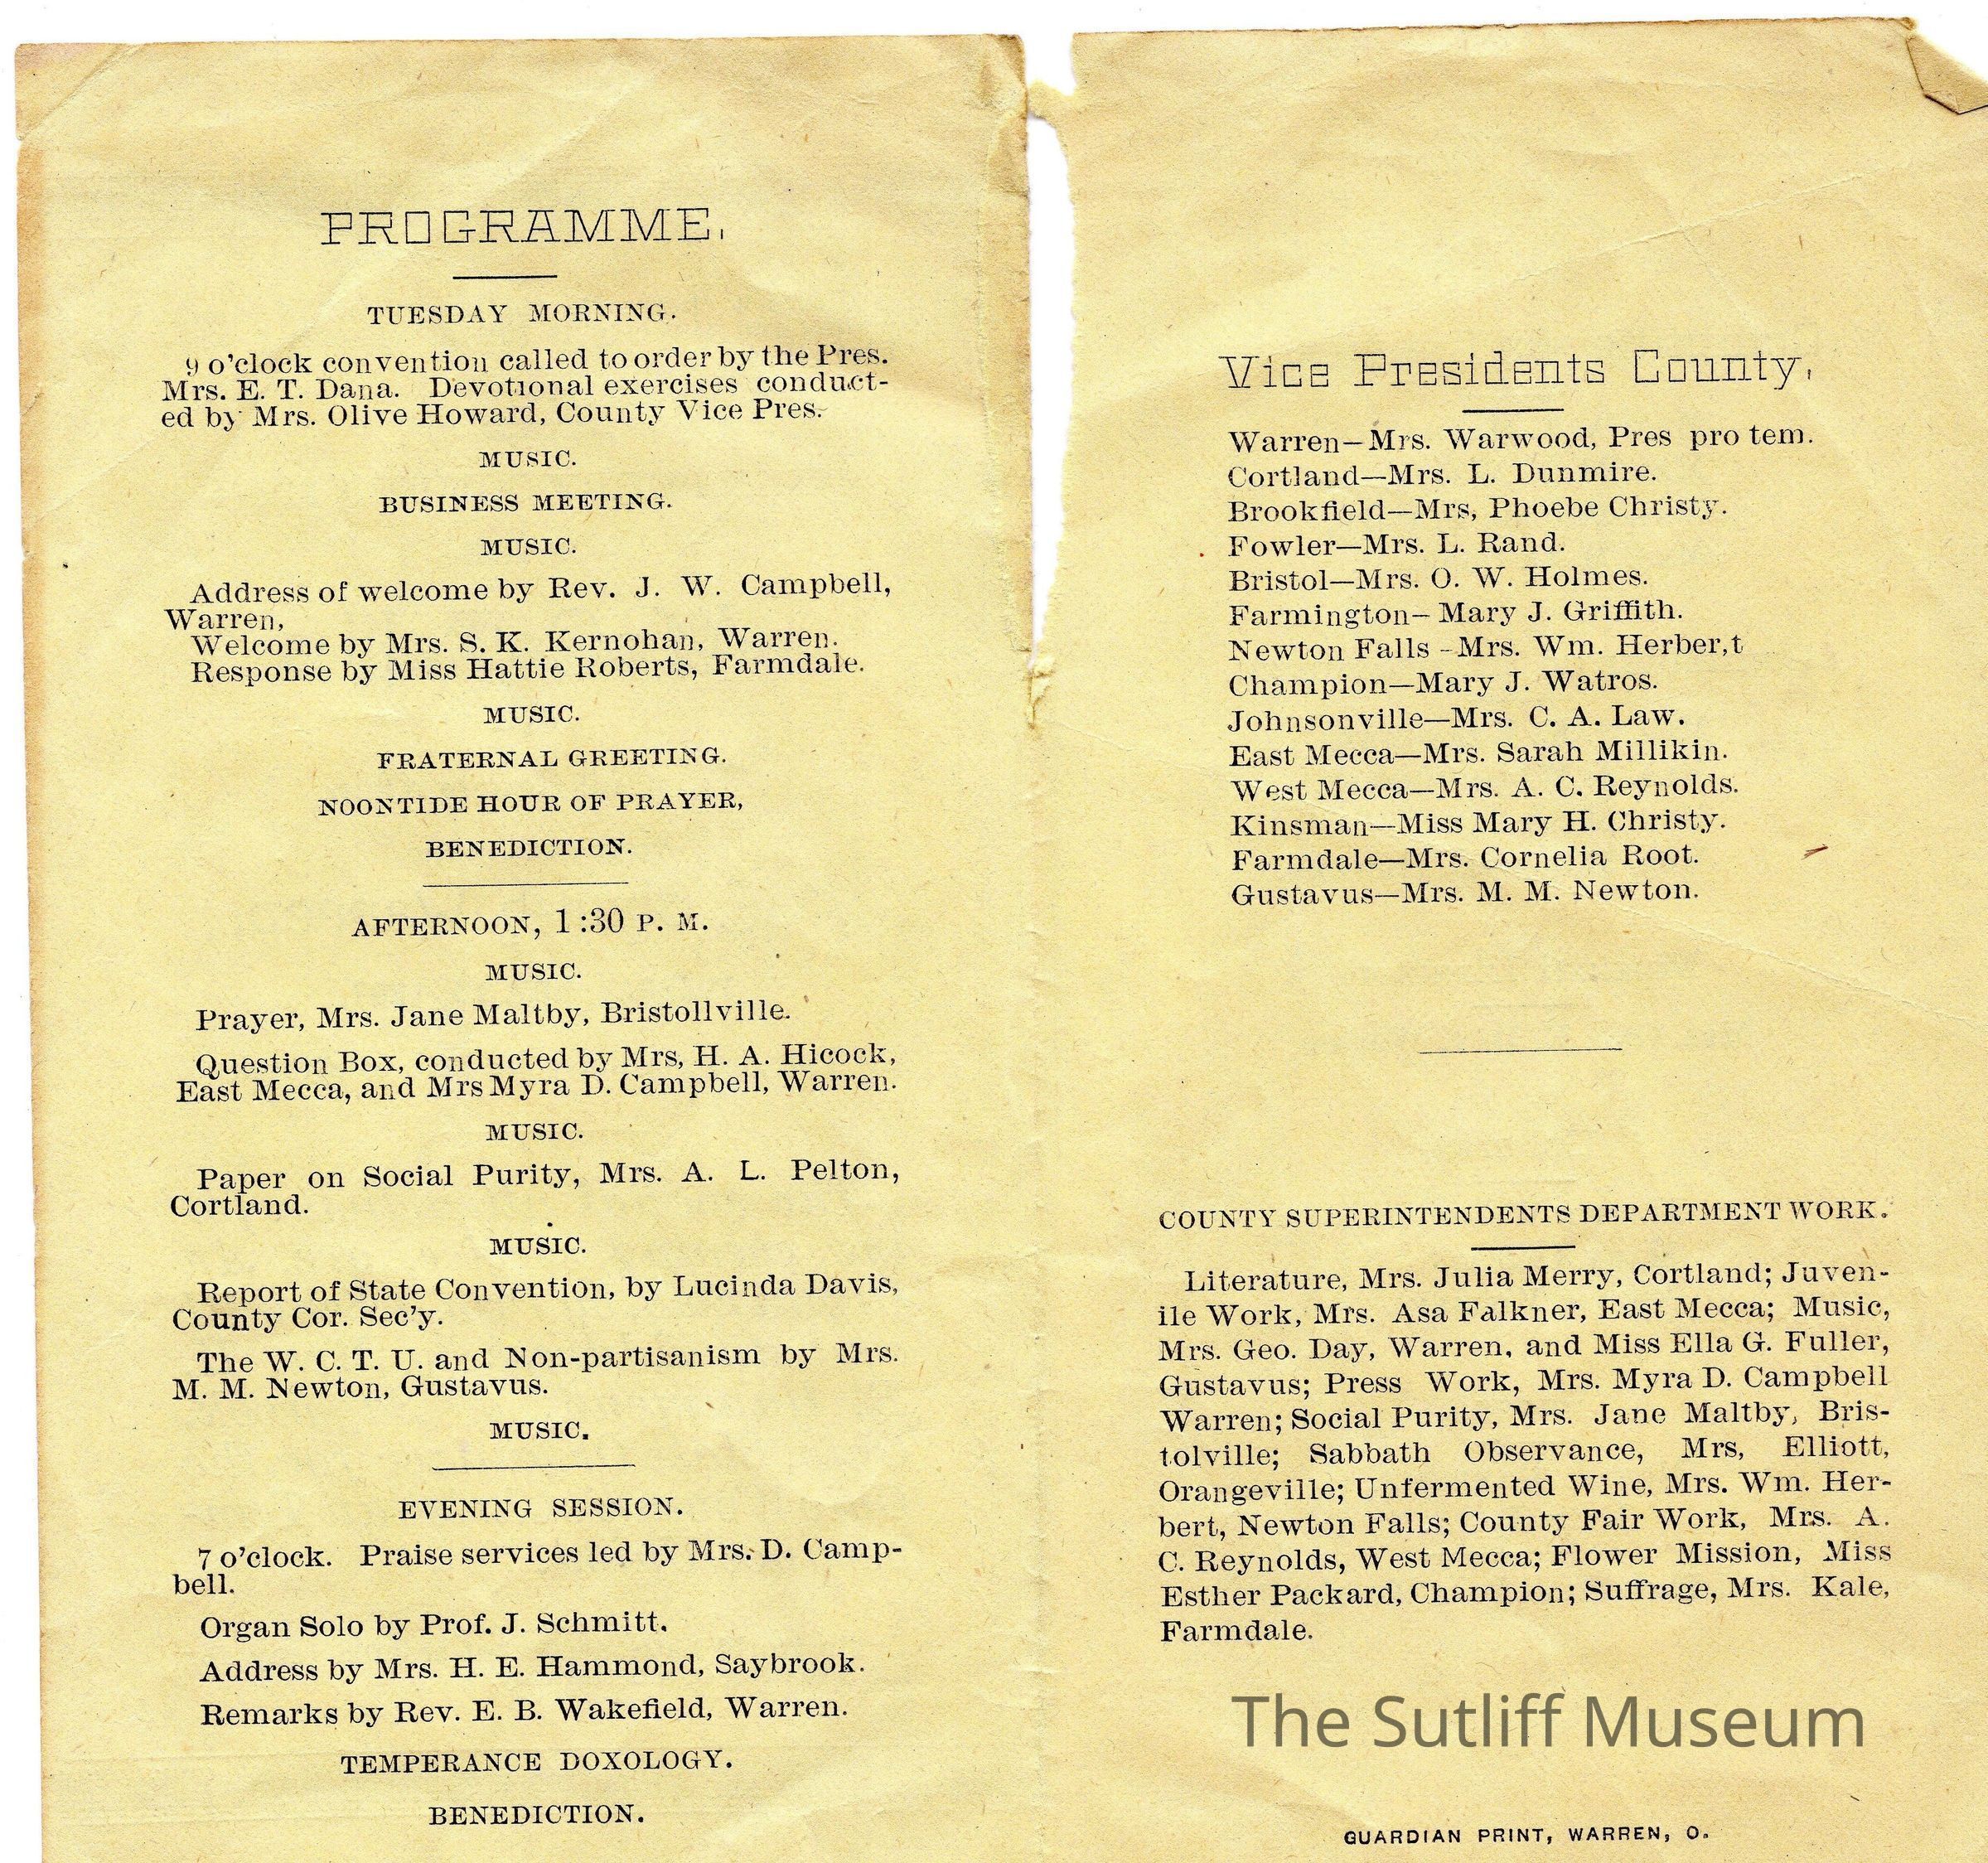 PROGRAMME.
TUESDAY MORNING.
9 o'clock convention called to order by the Pres.
Mrs. E. T. Dana. Devotional exercises conduct-
ed by Mrs. Olive Howard, County Vice Pres.
MUSIC.
BUSINESS MEETING.
MUSIC.
Address of welcome by Rev. J. W. Campbell,
Warren,
Welcome by Mrs. S. K. Kernohan, Warren.
Response by Miss Hattie Roberts, Farmdale.
MUSIC.
FRATERNAL GREETING.
NOONTIDE HOUR OF PRAYER,
BENEDICTION.
AFTERNOON, 1:30 P. M.
MUSIC.
Prayer, Mrs. Jane Maltby, Bristollville.
Question Box, conducted by Mrs, H. A. Hicock,
East Mecca, and Mrs Myra D. Campbell, Warren.
MUSIC.
Paper on Social Purity, Mrs. A. L. Pelton,
Cortland.
MUSIC.
Report of State Convention, by Lucinda Davis,
County Cor. Sec'y.
The W. C. T. U. and Non-partisanism by Mrs.
M. M. Newton, Gustavus.
MUSIC.
EVENING SESSION.
7 o'clock. Praise services led by Mrs. D. Camp-
bell.
Organ Solo by Prof. J. Schmitt.
Address by Mrs. H. E. Hammond, Saybrook.
Remarks by Rev. E. B. Wakefield, Warren.
TEMPERANCE DOXOLOGY.
BENEDICTION.
Vice Presidents County.
Warren—Mrs. Warwood, Pres pro tem.
Cortland—Mrs. L. Dunmire.
Brookfield—Mrs, Phoebe Christy.
Fowler—Mrs. L. Rand.
Bristol—Mrs. O. W. Holmes.
Farmington—Mary J. Griffith.
Newton Falls -Mrs. Wm. Herber,t
Champion—Mary J. Watros.
Johnsonville—Mrs. C. A. Law.
East Mecca—Mrs. Sarah Millikin.
West Mecca—Mrs. A. C. Reynolds.
Kinsman—Miss Mary H. Christy.
Farmdale—Mrs. Cornelia Root.
Gustavus—Mrs. M. M. Newton.
COUNTY SUPERINTENDENTS DEPARTMENT WORK.
Literature, Mrs. Julia Merry, Cortland; Juven-
ile Work, Mrs. Asa Falkner, East Mecca; Music,
Mrs. Geo. Day, Warren, and Miss Ella G. Fuller,
Gustavus; Press Work, Mrs. Myra D. Campbell
Warren; Social Purity, Mrs. Jane Maltby, Bris-
tolville; Sabbath Observance, Mrs, Elliott,
Orangeville; Unfermented Wine, Mrs. Wm. Her-
bert, Newton Falls; County Fair Work, Mrs. A.
C. Reynolds, West Mecca; Flower Mission, Miss
Esther Packard, Champion; Suffrage, Mrs. Kale,
Farmdale.
The Sutliff Museum
GUARDIAN PRINT, WARREN, O.